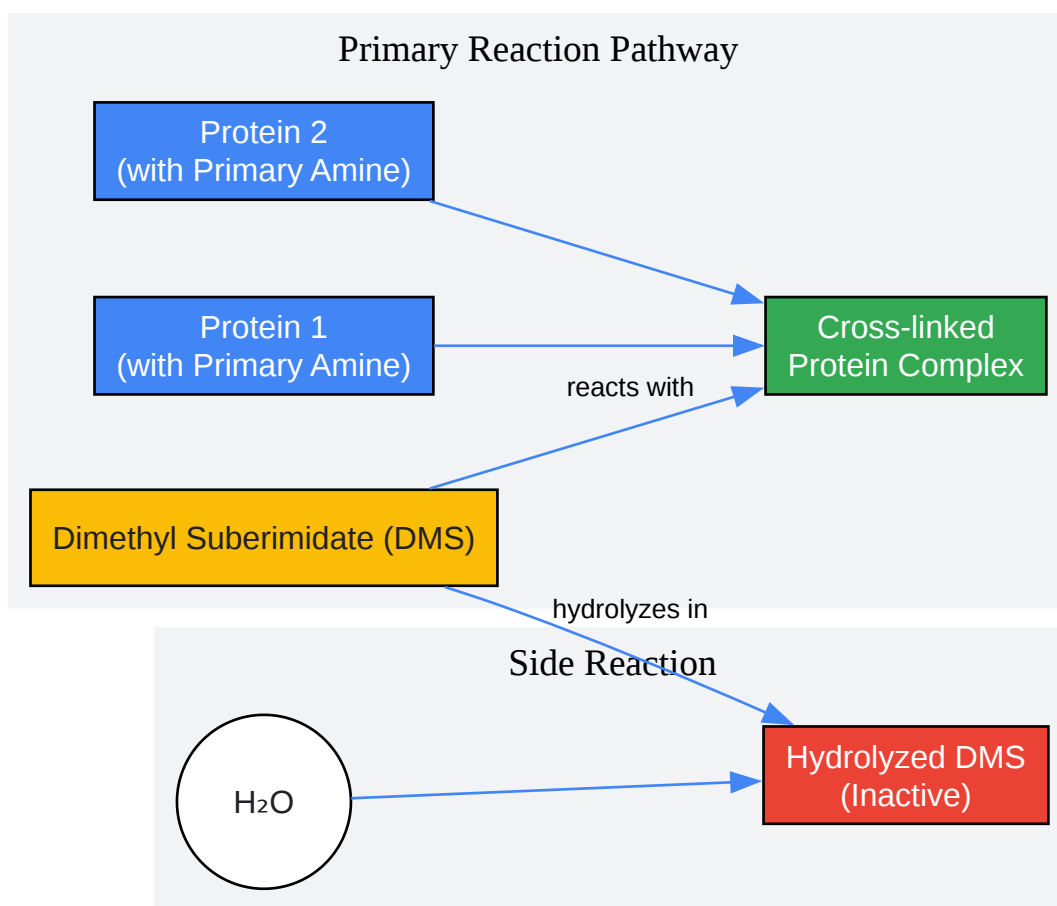 Primary Reaction Pathway
Protein 2
(with Primary Amine)
Protein 1
(with Primary Amine)
Cross-linked
Protein Complex
reacts with
Dimethyl Suberimidate (DMS)
hydrolyzes in
Side Reaction
H₂O
Hydrolyzed DMS
(Inactive)